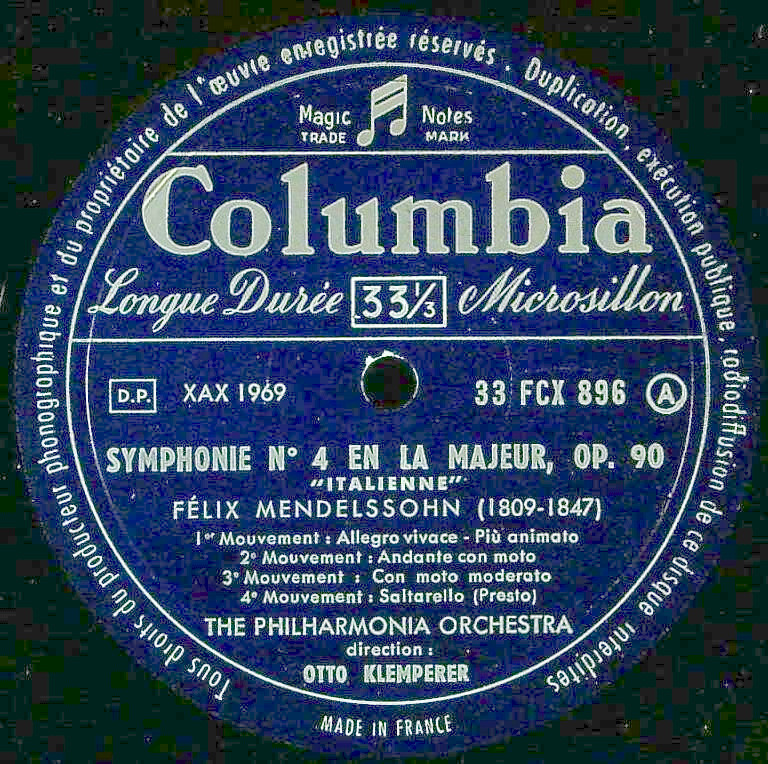 Tous droits du producteur phonographique et du propriétaire de l'œuvre enregistrée réservés . Duplication, exécution publique, radiodiffusion de ce disque interdites
Magic Notes
TRADE MARK
Columbia
Longue Durée 33⅓ Microsillon
D.P. XAX 1969 33 FCX 896 A
SYMPHONIE N° 4 EN LA MAJEUR, OP. 90
"ITALIENNE"
FÉLIX MENDELSSOHN (1809-1847)
1er Mouvement : Allegro vivace - Più animato
2e Mouvement : Andante con moto
3e Mouvement : Con moto moderato
4e Mouvement : Saltarello (Presto)
THE PHILHARMONIA ORCHESTRA
direction :
OTTO KLEMPERER
MADE IN FRANCE